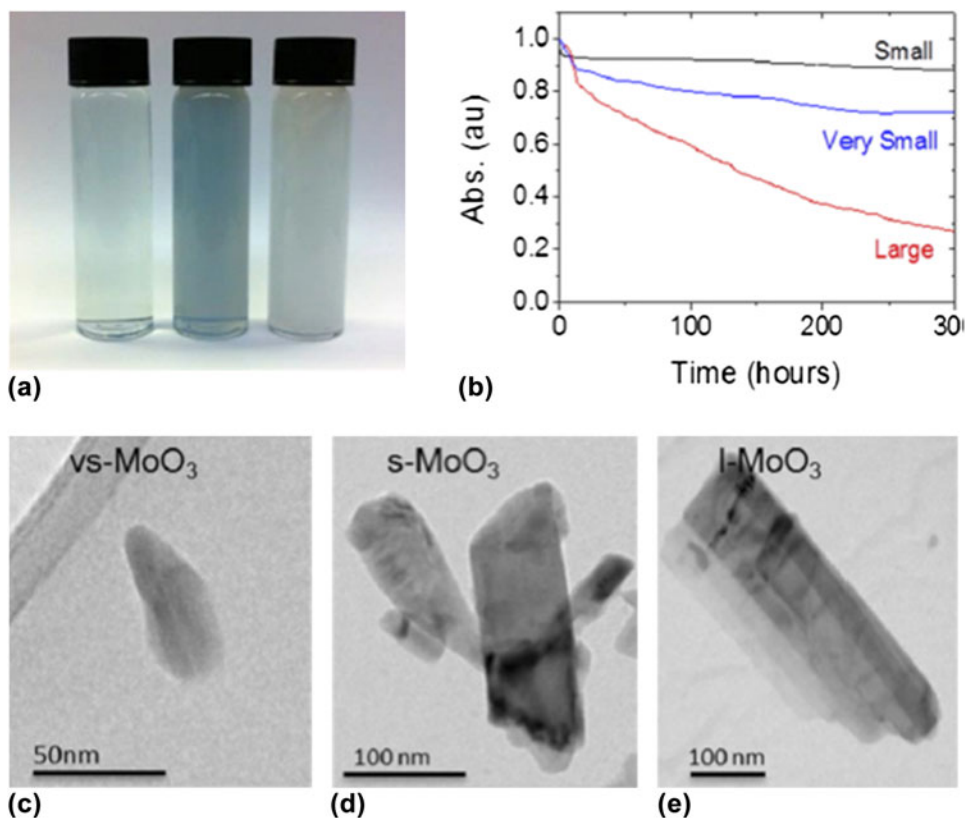 (a)
1.0
0.8
0.6
0.4
0.2
0.0
Abs. (au)
Small
Very Small
Large
0
100
200
30
Time (hours)
(b)
vs-MoO₃
50nm
(c)
s-MoO₃
100 nm
(d)
l-MoO₃
100 nm
(e)